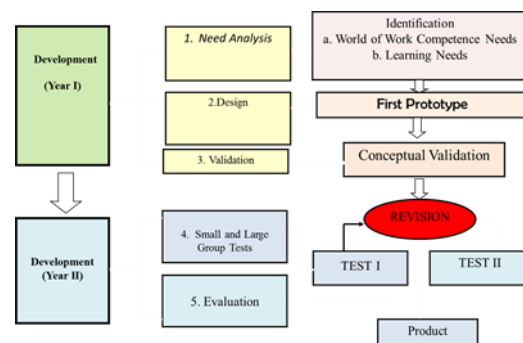 Development
(Year I)
1. Need Analysis
Identification
a. World of Work Competence Needs
b. Learning Needs
2.Design
First Prototype
3. Validation
Conceptual Validation
REVISION
Development
(Year II)
4. Small and Large
Group Tests
TEST I
TEST II
5. Evaluation
Product